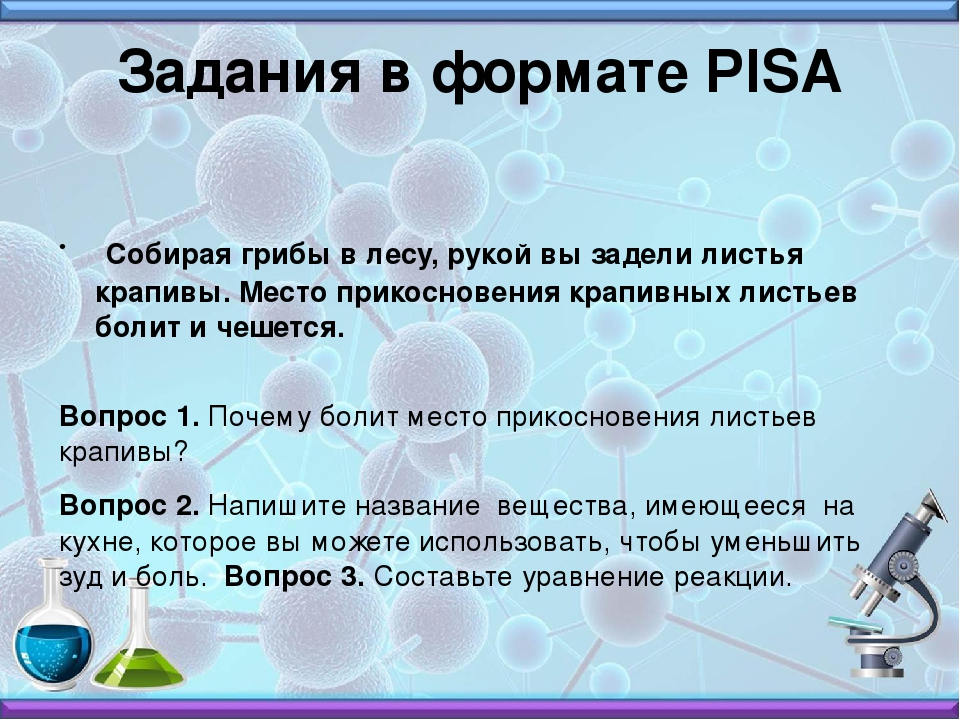 Задания в формате PISA
• Собирая грибы в лесу, рукой вы задели листья
крапивы. Место прикосновения крапивных листьев
болит и чешется.
Вопрос 1. Почему болит место прикосновения листьев
крапивы?
Вопрос 2. Напишите название вещества, имеющееся на
кухне, которое вы можете использовать, чтобы уменьшить
зуд и боль. Вопрос 3. Составьте уравнение реакции.